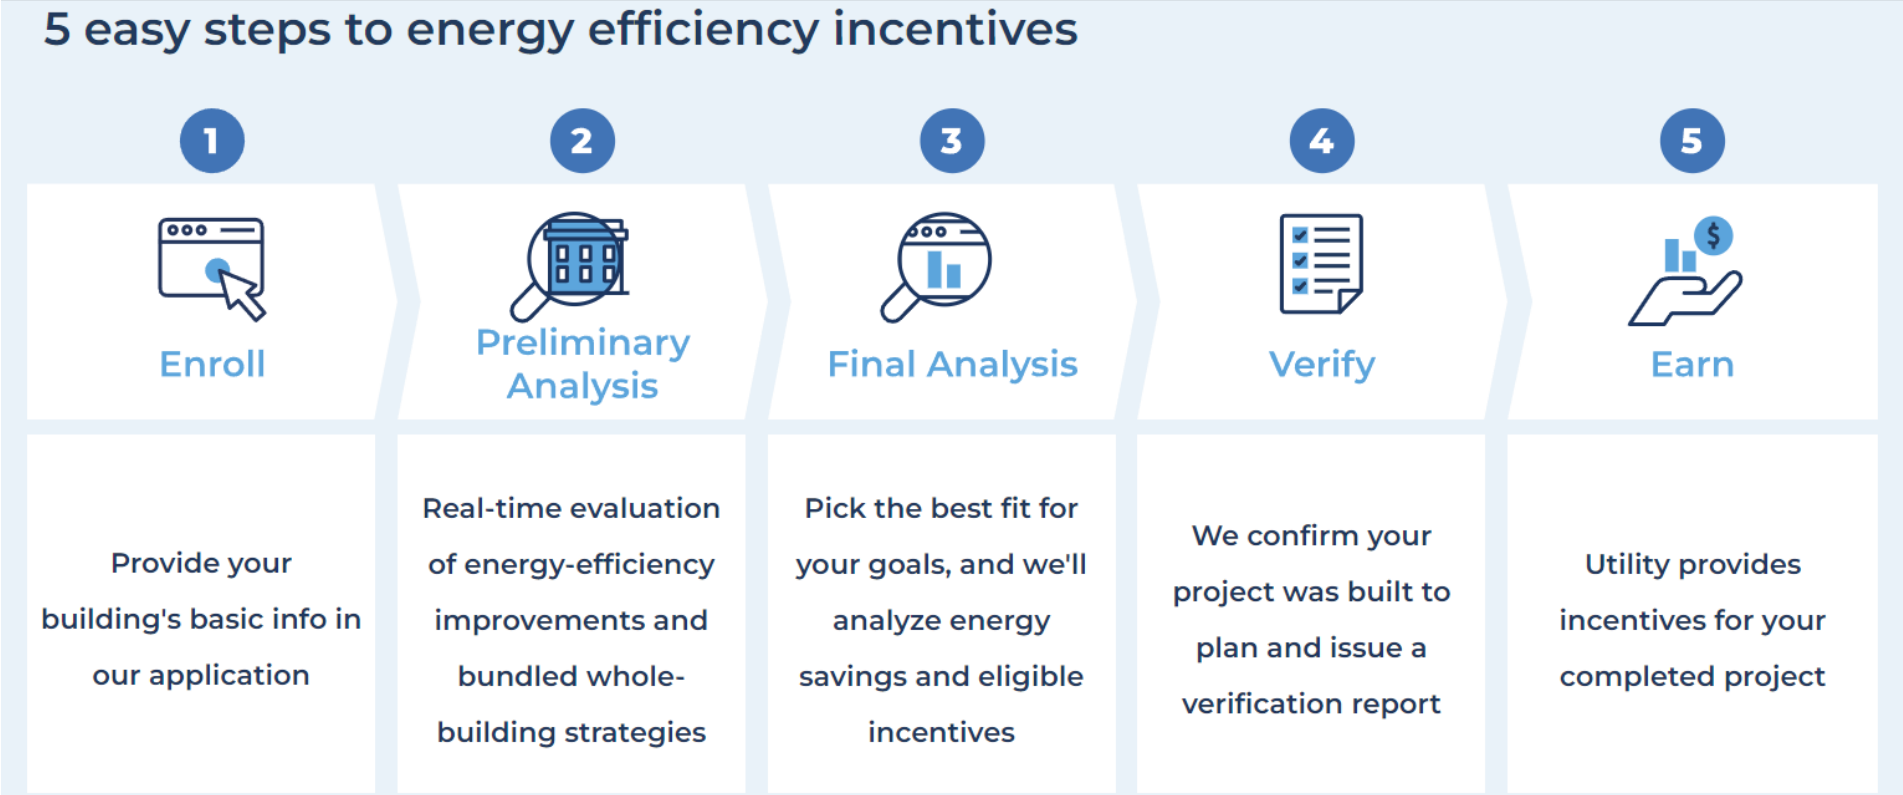 5 easy steps to energy efficiency incentives
1
2
3
4
5
$
Enroll
Preliminary
Analysis
Final Analysis
Verify
Earn
Provide your
building's basic info in
our application
Real-time evaluation
of energy-efficiency
improvements and
bundled whole-
building strategies
Pick the best fit for
your goals, and we'll
analyze energy
savings and eligible
incentives
We confirm your
project was built to
plan and issue a
verification report
Utility provides
incentives for your
completed project